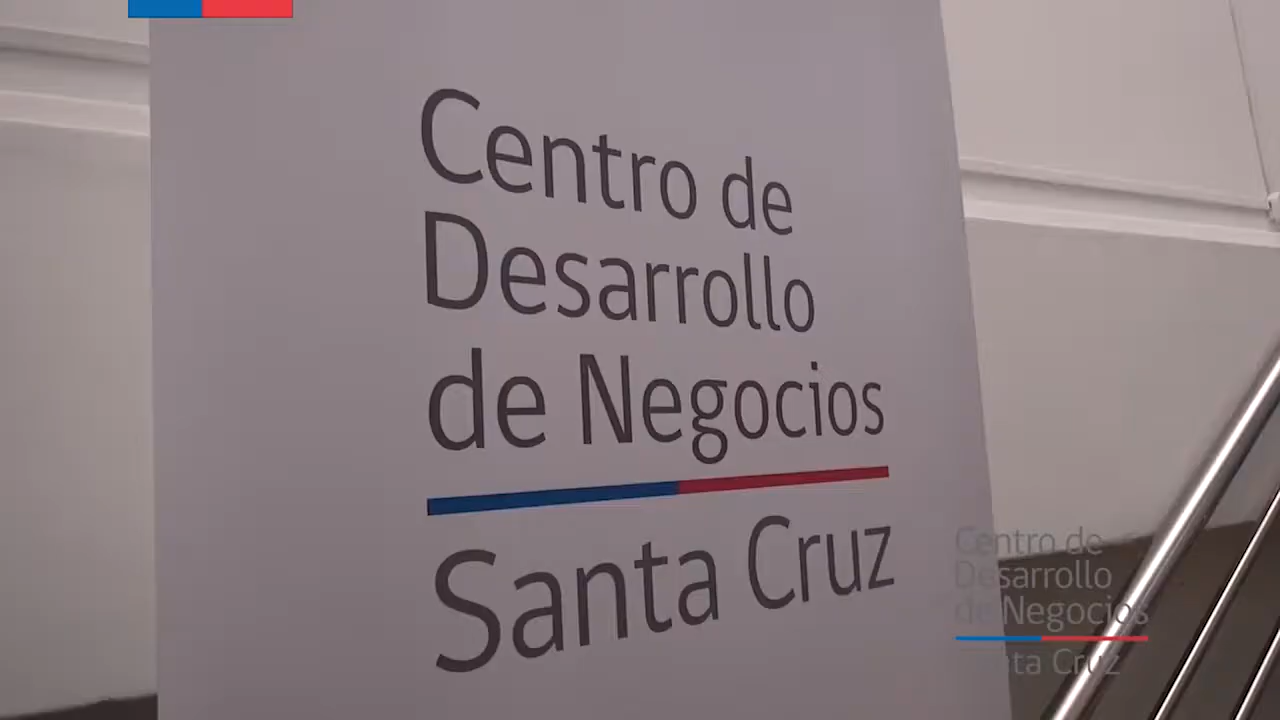 Centro de
Desarrollo
de Negocios
Santa Cruz
Centro de
Desarrollo
de Negocios
Santa Cruz